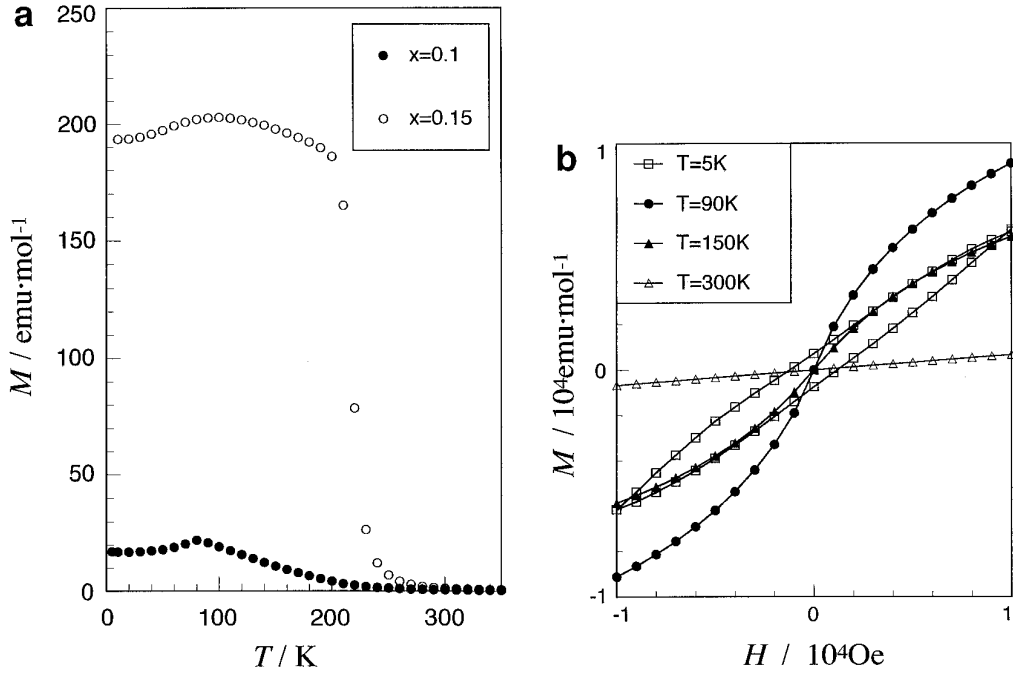 a
250
200
150
100
50
0
M / emu·mol-1
0 100 200 300
T / K
x=0.1
x=0.15
b
1
0
-1
M / 10⁴emu·mol-1
-1 0 1
H / 10⁴Oe
T=5K
T=90K
T=150K
T=300K